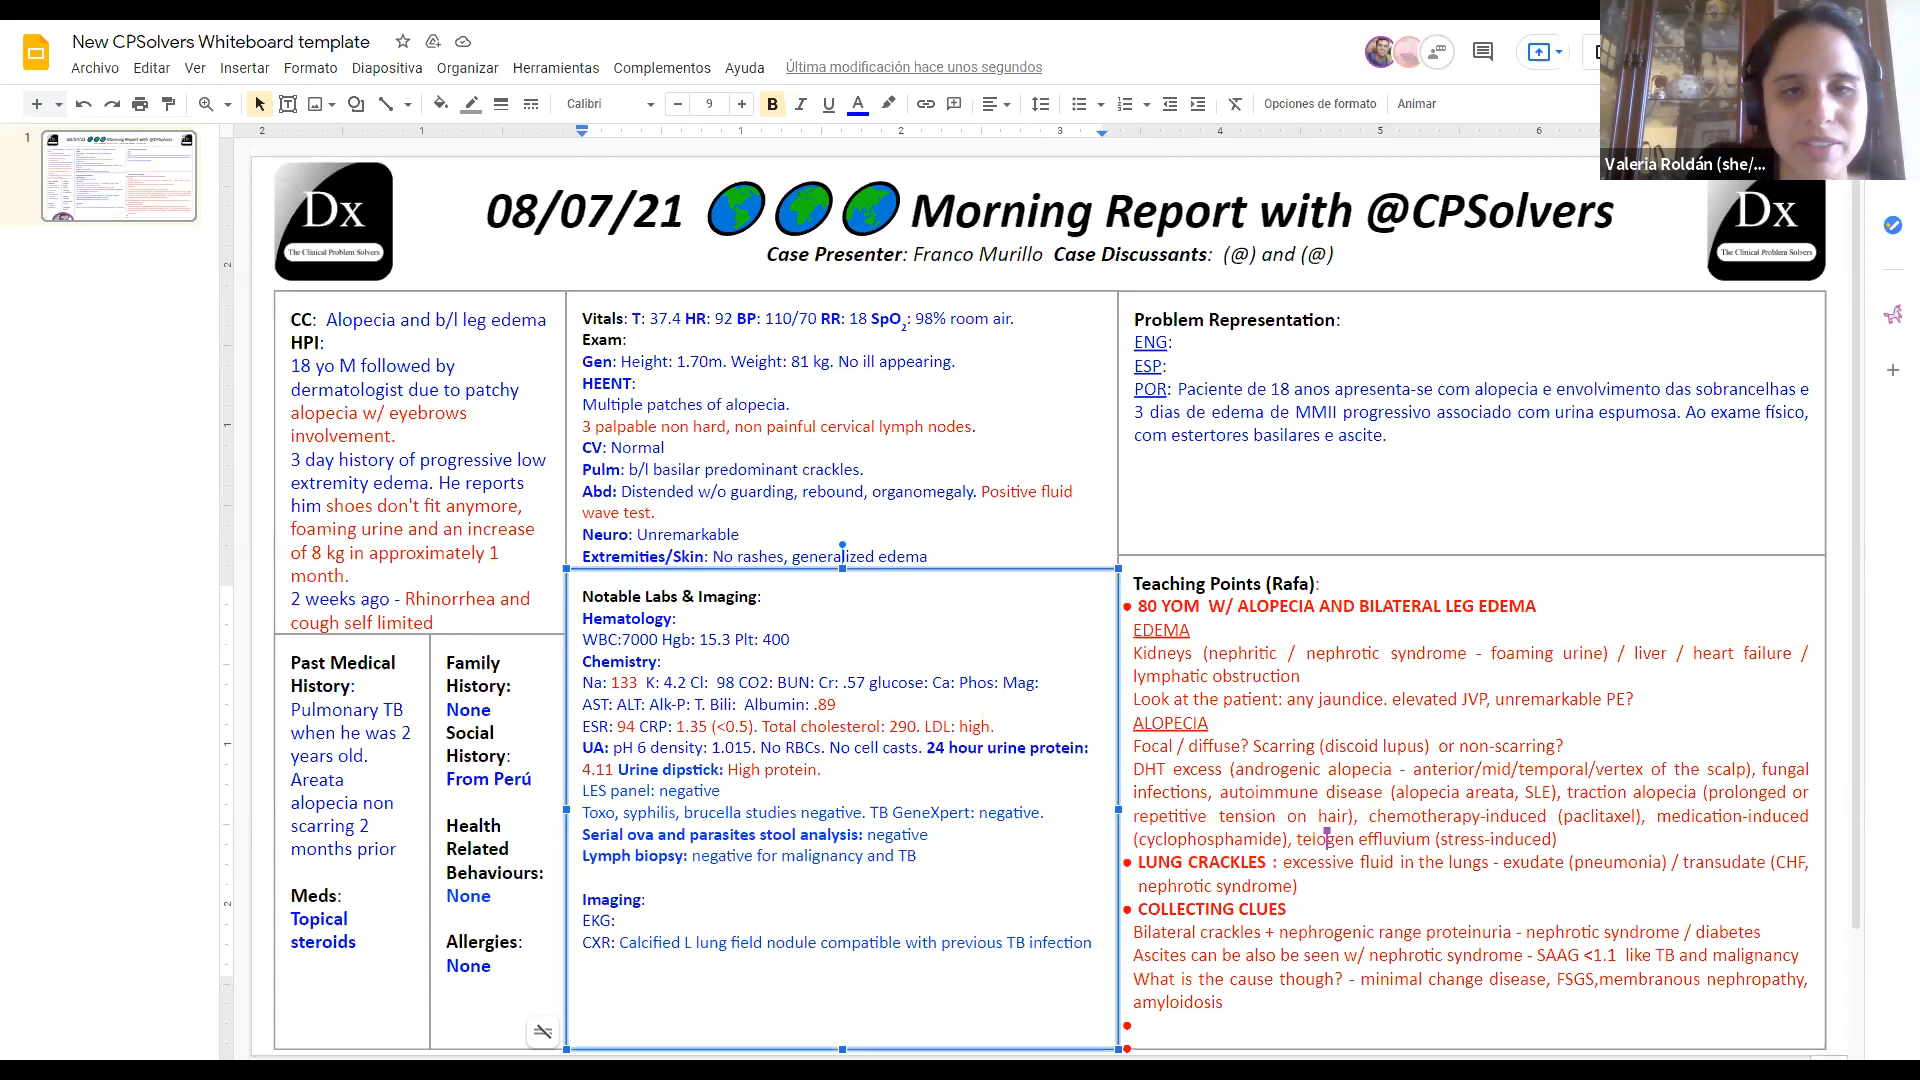 New CPSolvers Whiteboard template
Archivo Editar Ver Insertar Formato Diapositiva Organizar Herramientas Complementos Ayuda Última modificación hace unos segundos
Calibri 9 B I U A Opciones de formato Animar
Valeria Roldán (she/...
2 1 1 2 3 4 5 6
1
Dx
The Clinical Problem Solvers
08/07/21 Morning Report with @CPSolvers
Case Presenter: Franco Murillo Case Discussants: (@) and (@)
Dx
The Clinical Problem Solvers
CC: Alopecia and b/l leg edema
HPI:
18 yo M followed by
dermatologist due to patchy
alopecia w/ eyebrows
involvement.
3 day history of progressive low
extremity edema. He reports
him shoes don't fit anymore,
foaming urine and an increase
of 8 kg in approximately 1
month.
2 weeks ago - Rhinorrhea and
cough self limited
Past Medical
History:
Pulmonary TB
when he was 2
years old.
Areata
alopecia non
scarring 2
months prior
Meds:
Topical
steroids
Family
History:
None
Social
History:
From Perú
Health
Related
Behaviours:
None
Allergies:
None
Vitals: T: 37.4 HR: 92 BP: 110/70 RR: 18 SpO2: 98% room air.
Exam:
Gen: Height: 1.70m. Weight: 81 kg. No ill appearing.
HEENT:
Multiple patches of alopecia.
3 palpable non hard, non painful cervical lymph nodes.
CV: Normal
Pulm: b/l basilar predominant crackles.
Abd: Distended w/o guarding, rebound, organomegaly. Positive fluid
wave test.
Neuro: Unremarkable
Extremities/Skin: No rashes, generalized edema
Notable Labs & Imaging:
Hematology:
WBC:7000 Hgb: 15.3 Plt: 400
Chemistry:
Na: 133 K: 4.2 Cl: 98 CO2: BUN: Cr: .57 glucose: Ca: Phos: Mag:
AST: ALT: Alk-P: T. Bili: Albumin: .89
ESR: 94 CRP: 1.35 (<0.5). Total cholesterol: 290. LDL: high.
UA: pH 6 density: 1.015. No RBCs. No cell casts. 24 hour urine protein:
4.11 Urine dipstick: High protein.
LES panel: negative
Toxo, syphilis, brucella studies negative. TB GeneXpert: negative.
Serial ova and parasites stool analysis: negative
Lymph biopsy: negative for malignancy and TB
Imaging:
EKG:
CXR: Calcified L lung field nodule compatible with previous TB infection
Problem Representation:
ENG:
ESP:
POR: Paciente de 18 anos apresenta-se com alopecia e envolvimento das sobrancelhas e
3 dias de edema de MMII progressivo associado com urina espumosa. Ao exame físico,
com estertores basilares e ascite.
Teaching Points (Rafa):
● 80 YOM W/ ALOPECIA AND BILATERAL LEG EDEMA
EDEMA
Kidneys (nephritic / nephrotic syndrome - foaming urine) / liver / heart failure /
lymphatic obstruction
Look at the patient: any jaundice. elevated JVP, unremarkable PE?
ALOPECIA
Focal / diffuse? Scarring (discoid lupus) or non-scarring?
DHT excess (androgenic alopecia - anterior/mid/temporal/vertex of the scalp), fungal
infections, autoimmune disease (alopecia areata, SLE), traction alopecia (prolonged or
repetitive tension on hair), chemotherapy-induced (paclitaxel), medication-induced
(cyclophosphamide), telogen effluvium (stress-induced)
● LUNG CRACKLES : excessive fluid in the lungs - exudate (pneumonia) / transudate (CHF,
nephrotic syndrome)
● COLLECTING CLUES
Bilateral crackles + nephrogenic range proteinuria - nephrotic syndrome / diabetes
Ascites can be also be seen w/ nephrotic syndrome - SAAG <1.1 like TB and malignancy
What is the cause though? - minimal change disease, FSGS,membranous nephropathy,
amyloidosis